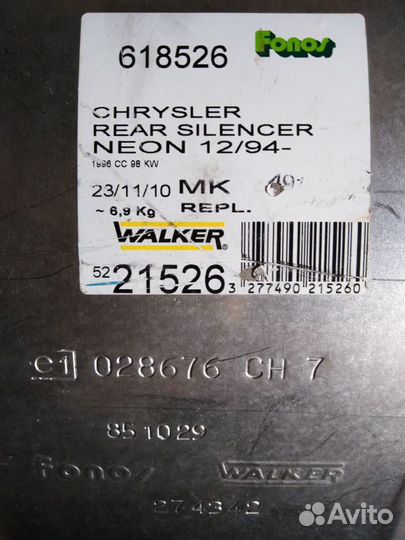 618526
Fonos
CHRYSLER
REAR SILENCER
NEON 12/94-
1996 CC 98 KW
23/11/10 MK
~ 6,9 Kg REPL.
WALKER
52 21526
3 277490 215260
e1 028676 CH 7
851029
Fonos WALKER
274342
Avito